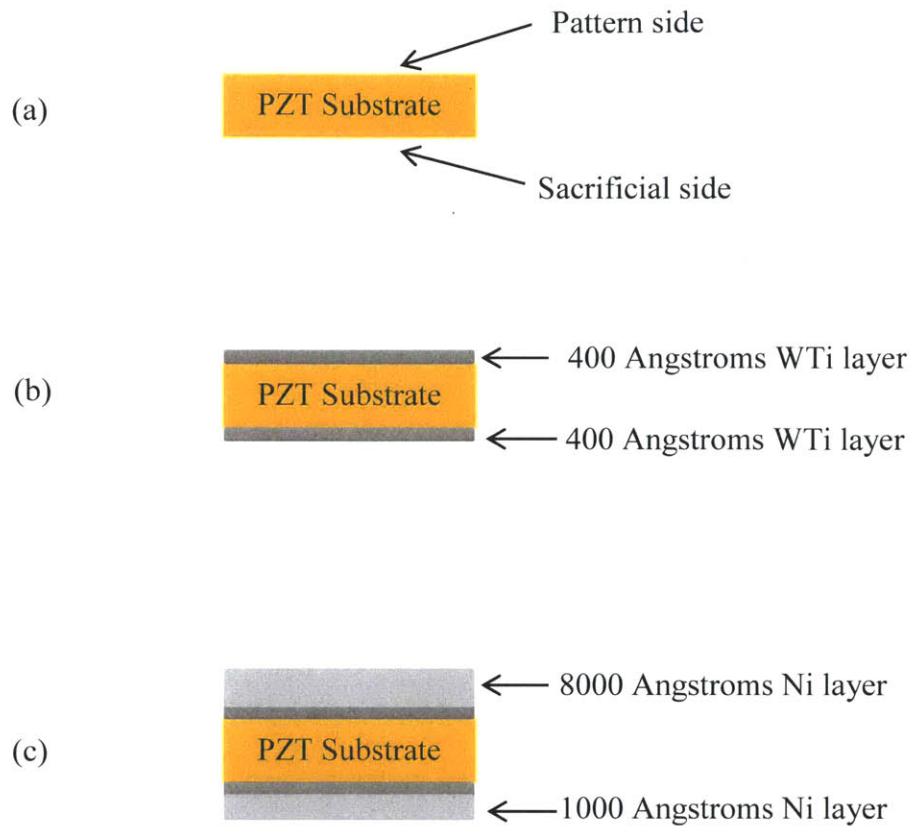 Pattern side
(a)
PZT Substrate
Sacrificial side
400 Angstroms WTi layer
(b)
PZT Substrate
400 Angstroms WTi layer
8000 Angstroms Ni layer
(c)
PZT Substrate
1000 Angstroms Ni layer